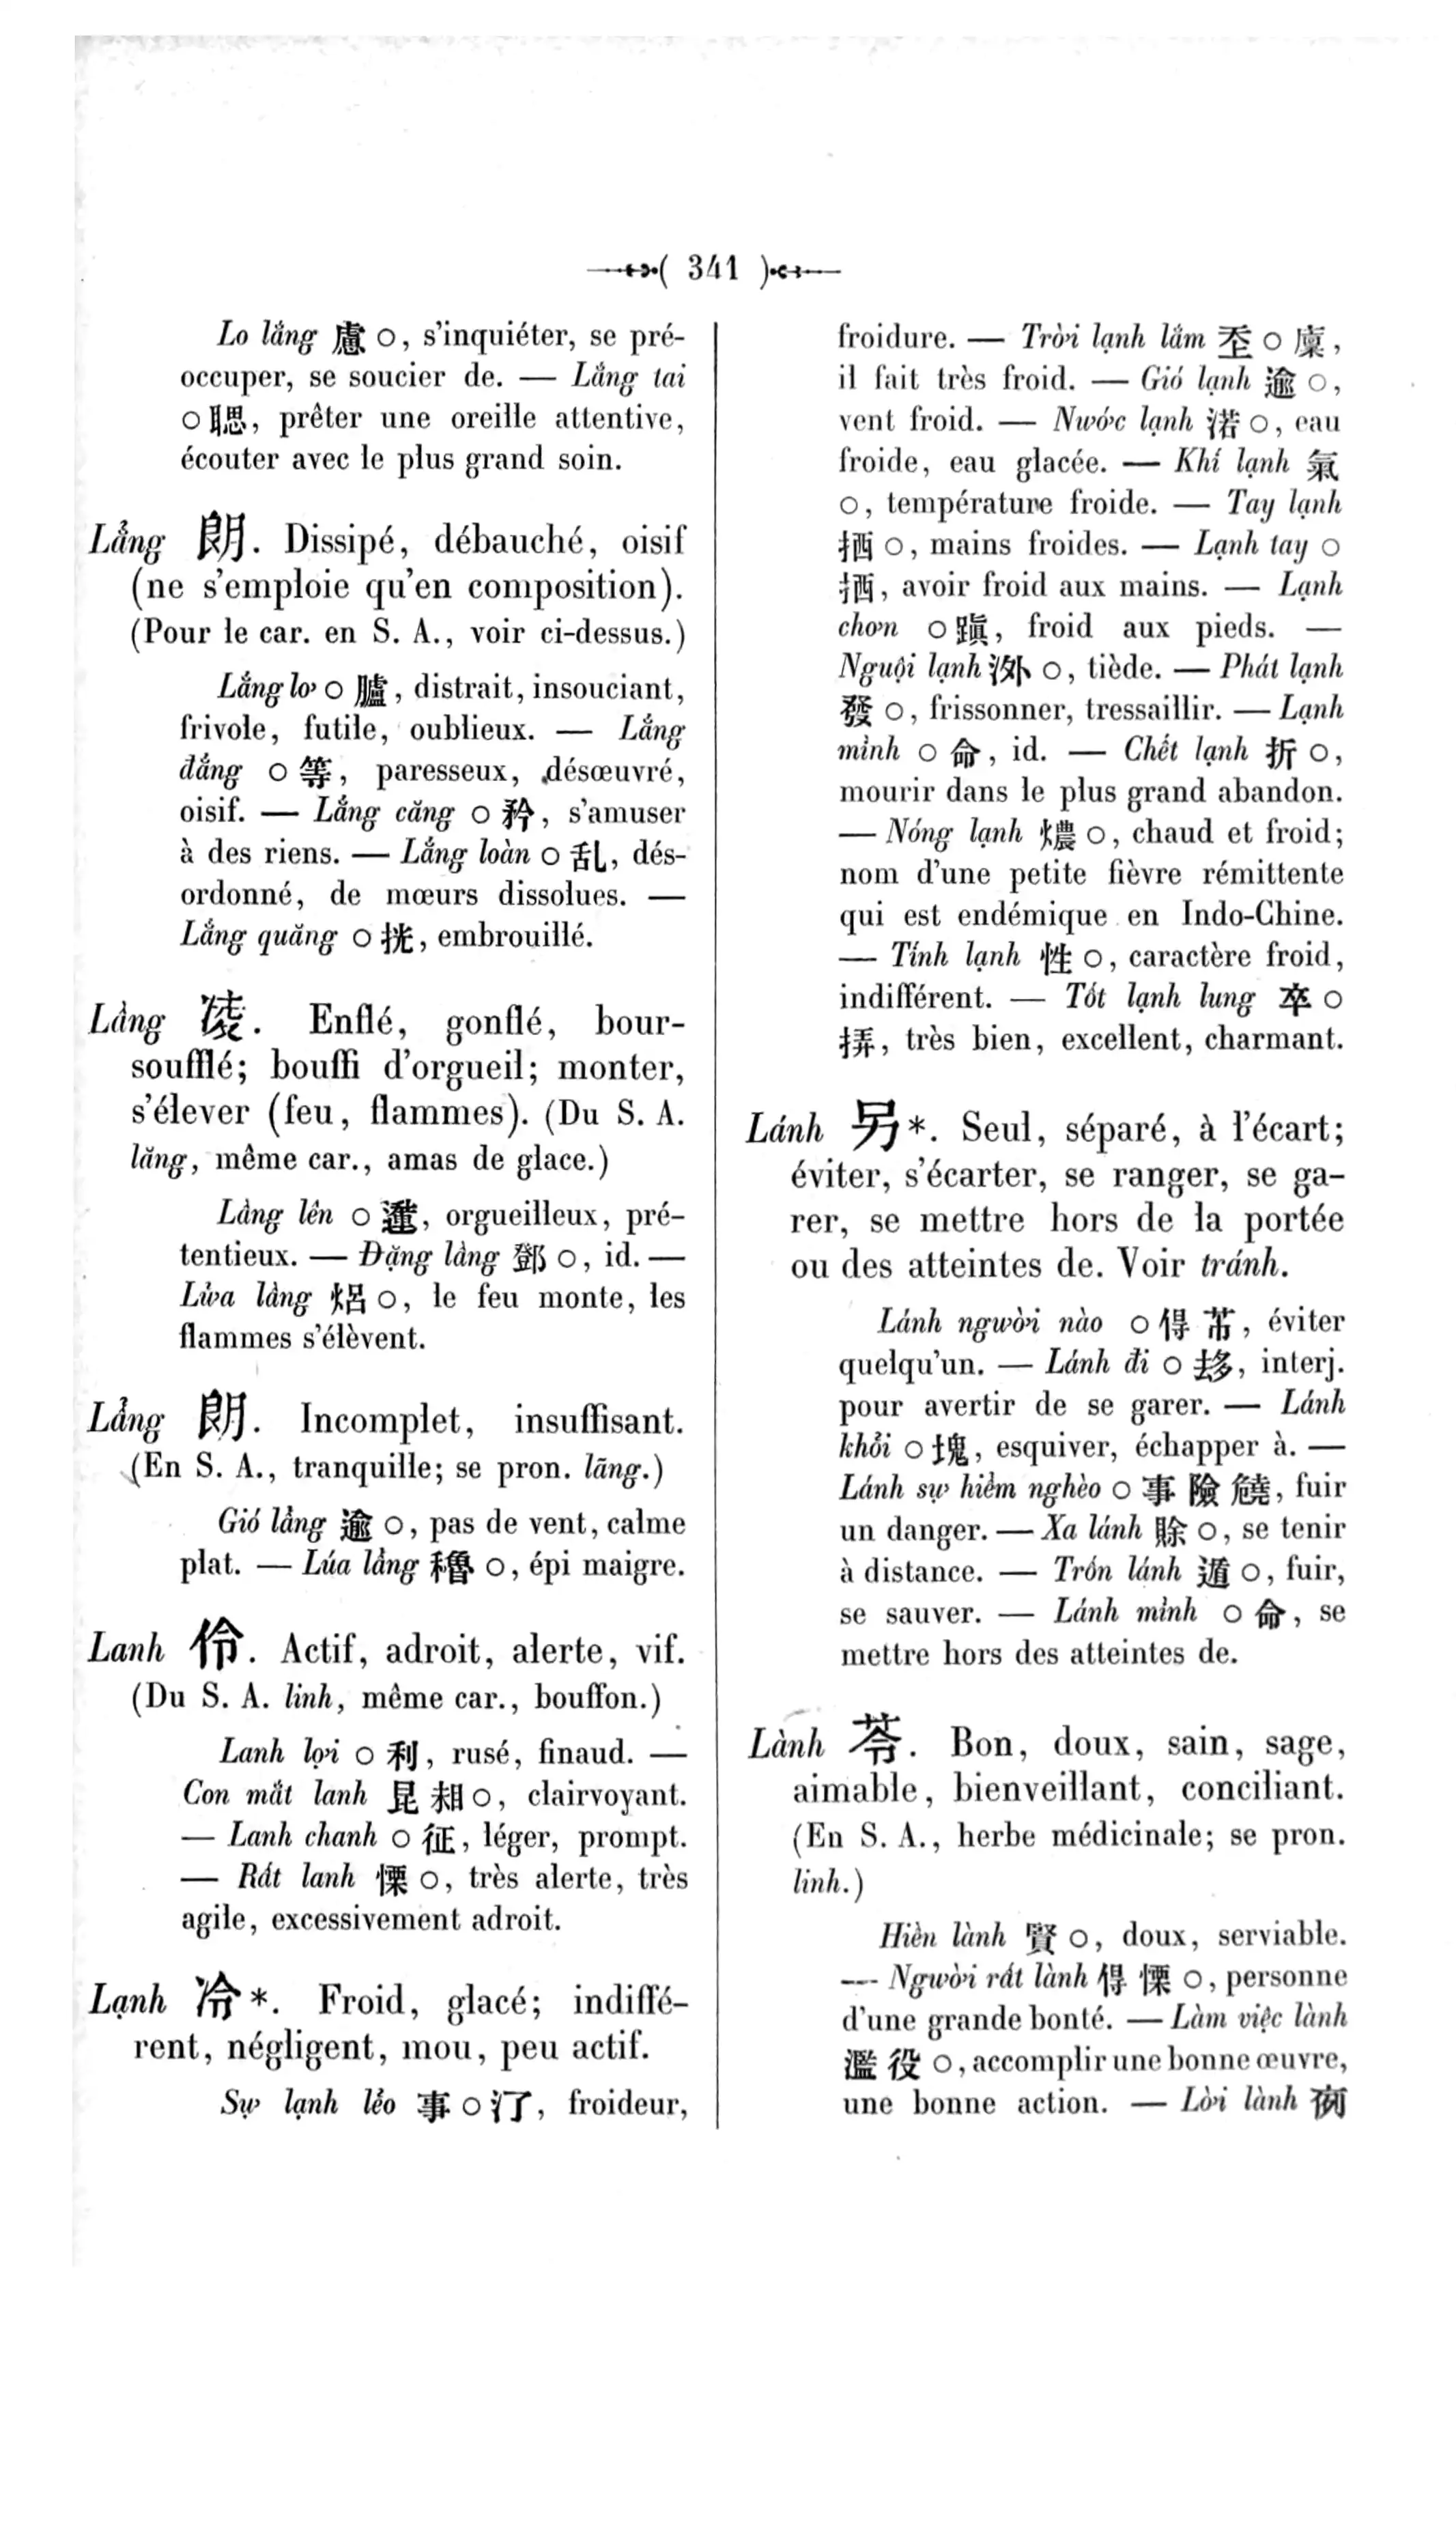 ( 341 )
Lo lắng 慮 o, s'inquiéter, se pré-
occuper, se soucier de. — Lắng tai
o 聰, prêter une oreille attentive,
écouter avec le plus grand soin.
Lẳng 朗. Dissipé, débauché, oisif
(ne s'emploie qu'en composition).
(Pour le car. en S. A., voir ci-dessus.)
Lẳng lơ o 臚, distrait, insouciant,
frivole, futile, oublieux. — Lẳng
đẳng o 等, paresseux, désœuvré,
oisif. — Lẳng căng o 矜, s'amuser
à des riens. — Lẳng loàn o 乱, dés-
ordonné, de mœurs dissolues. —
Lẳng quăng o 挄, embrouillé.
Lâng 凌. Enflé, gonflé, bour-
soufflé; bouffi d'orgueil; monter,
s'élever (feu, flammes). (Du S. A.
lăng, même car., amas de glace.)
Lâng lên o, orgueilleux, pré-
tentieux. — Đặng lâng 鄧 o, id. —
Lửa lâng 焒 o, le feu monte, les
flammes s'élèvent.
Lẩng 朗. Incomplet, insuffisant.
(En S. A., tranquille; se pron. lãng.)
Gió lẩng o, pas de vent, calme
plat. — Lúa lẩng 穭 o, épi maigre.
Lanh 伶. Actif, adroit, alerte, vif.
(Du S. A. linh, même car., bouffon.)
Lanh lợi o 利, rusé, finaud. —
Con mắt lanh 昆 o, clairvoyant.
— Lanh chanh o 征, léger, prompt.
— Rất lanh 慄 o, très alerte, très
agile, excessivement adroit.
Lạnh 冷 *. Froid, glacé; indiffé-
rent, négligent, mou, peu actif.
Sự lạnh lẽo 事 o 汀, froideur,
froidure. — Trời lạnh lắm 𡗶 o 廩,
il fait très froid. — Gió lạnh o,
vent froid. — Nước lạnh 渃 o, eau
froide, eau glacée. — Khí lạnh 氣
o, température froide. — Tay lạnh
拪 o, mains froides. — Lạnh tay o
拪, avoir froid aux mains. — Lạnh
chơn o 蹎, froid aux pieds. —
Nguội lạnh o, tiède. — Phát lạnh
發 o, frissonner, tressaillir. — Lạnh
mình o 命, id. — Chết lạnh 折 o,
mourir dans le plus grand abandon.
— Nóng lạnh 燶 o, chaud et froid;
nom d'une petite fièvre rémittente
qui est endémique en Indo-Chine.
— Tính lạnh 性 o, caractère froid,
indifférent. — Tốt lạnh lung 卒 o
挵, très bien, excellent, charmant.
Lánh 另 *. Seul, séparé, à l'écart;
éviter, s'écarter, se ranger, se ga-
rer, se mettre hors de la portée
ou des atteintes de. Voir tránh.
Lánh người nào o 得 芇, éviter
quelqu'un. — Lánh đi o 𠫾, interj.
pour avertir de se garer. — Lánh
khỏi o 塊, esquiver, échapper à. —
Lánh sự hiểm nghèo o 事 險, fuir
un danger. — Xa lánh 賒 o, se tenir
à distance. — Trốn lánh 遁 o, fuir,
se sauver. — Lánh mình o 命, se
mettre hors des atteintes de.
Lành 苓. Bon, doux, sain, sage,
aimable, bienveillant, conciliant.
(En S. A., herbe médicinale; se pron.
linh.)
Hiền lành 賢 o, doux, serviable.
— Người rất lành 得 慄 o, personne
d'une grande bonté. — Làm việc lành
濫 役 o, accomplir une bonne œuvre,
une bonne action. — Lời lành